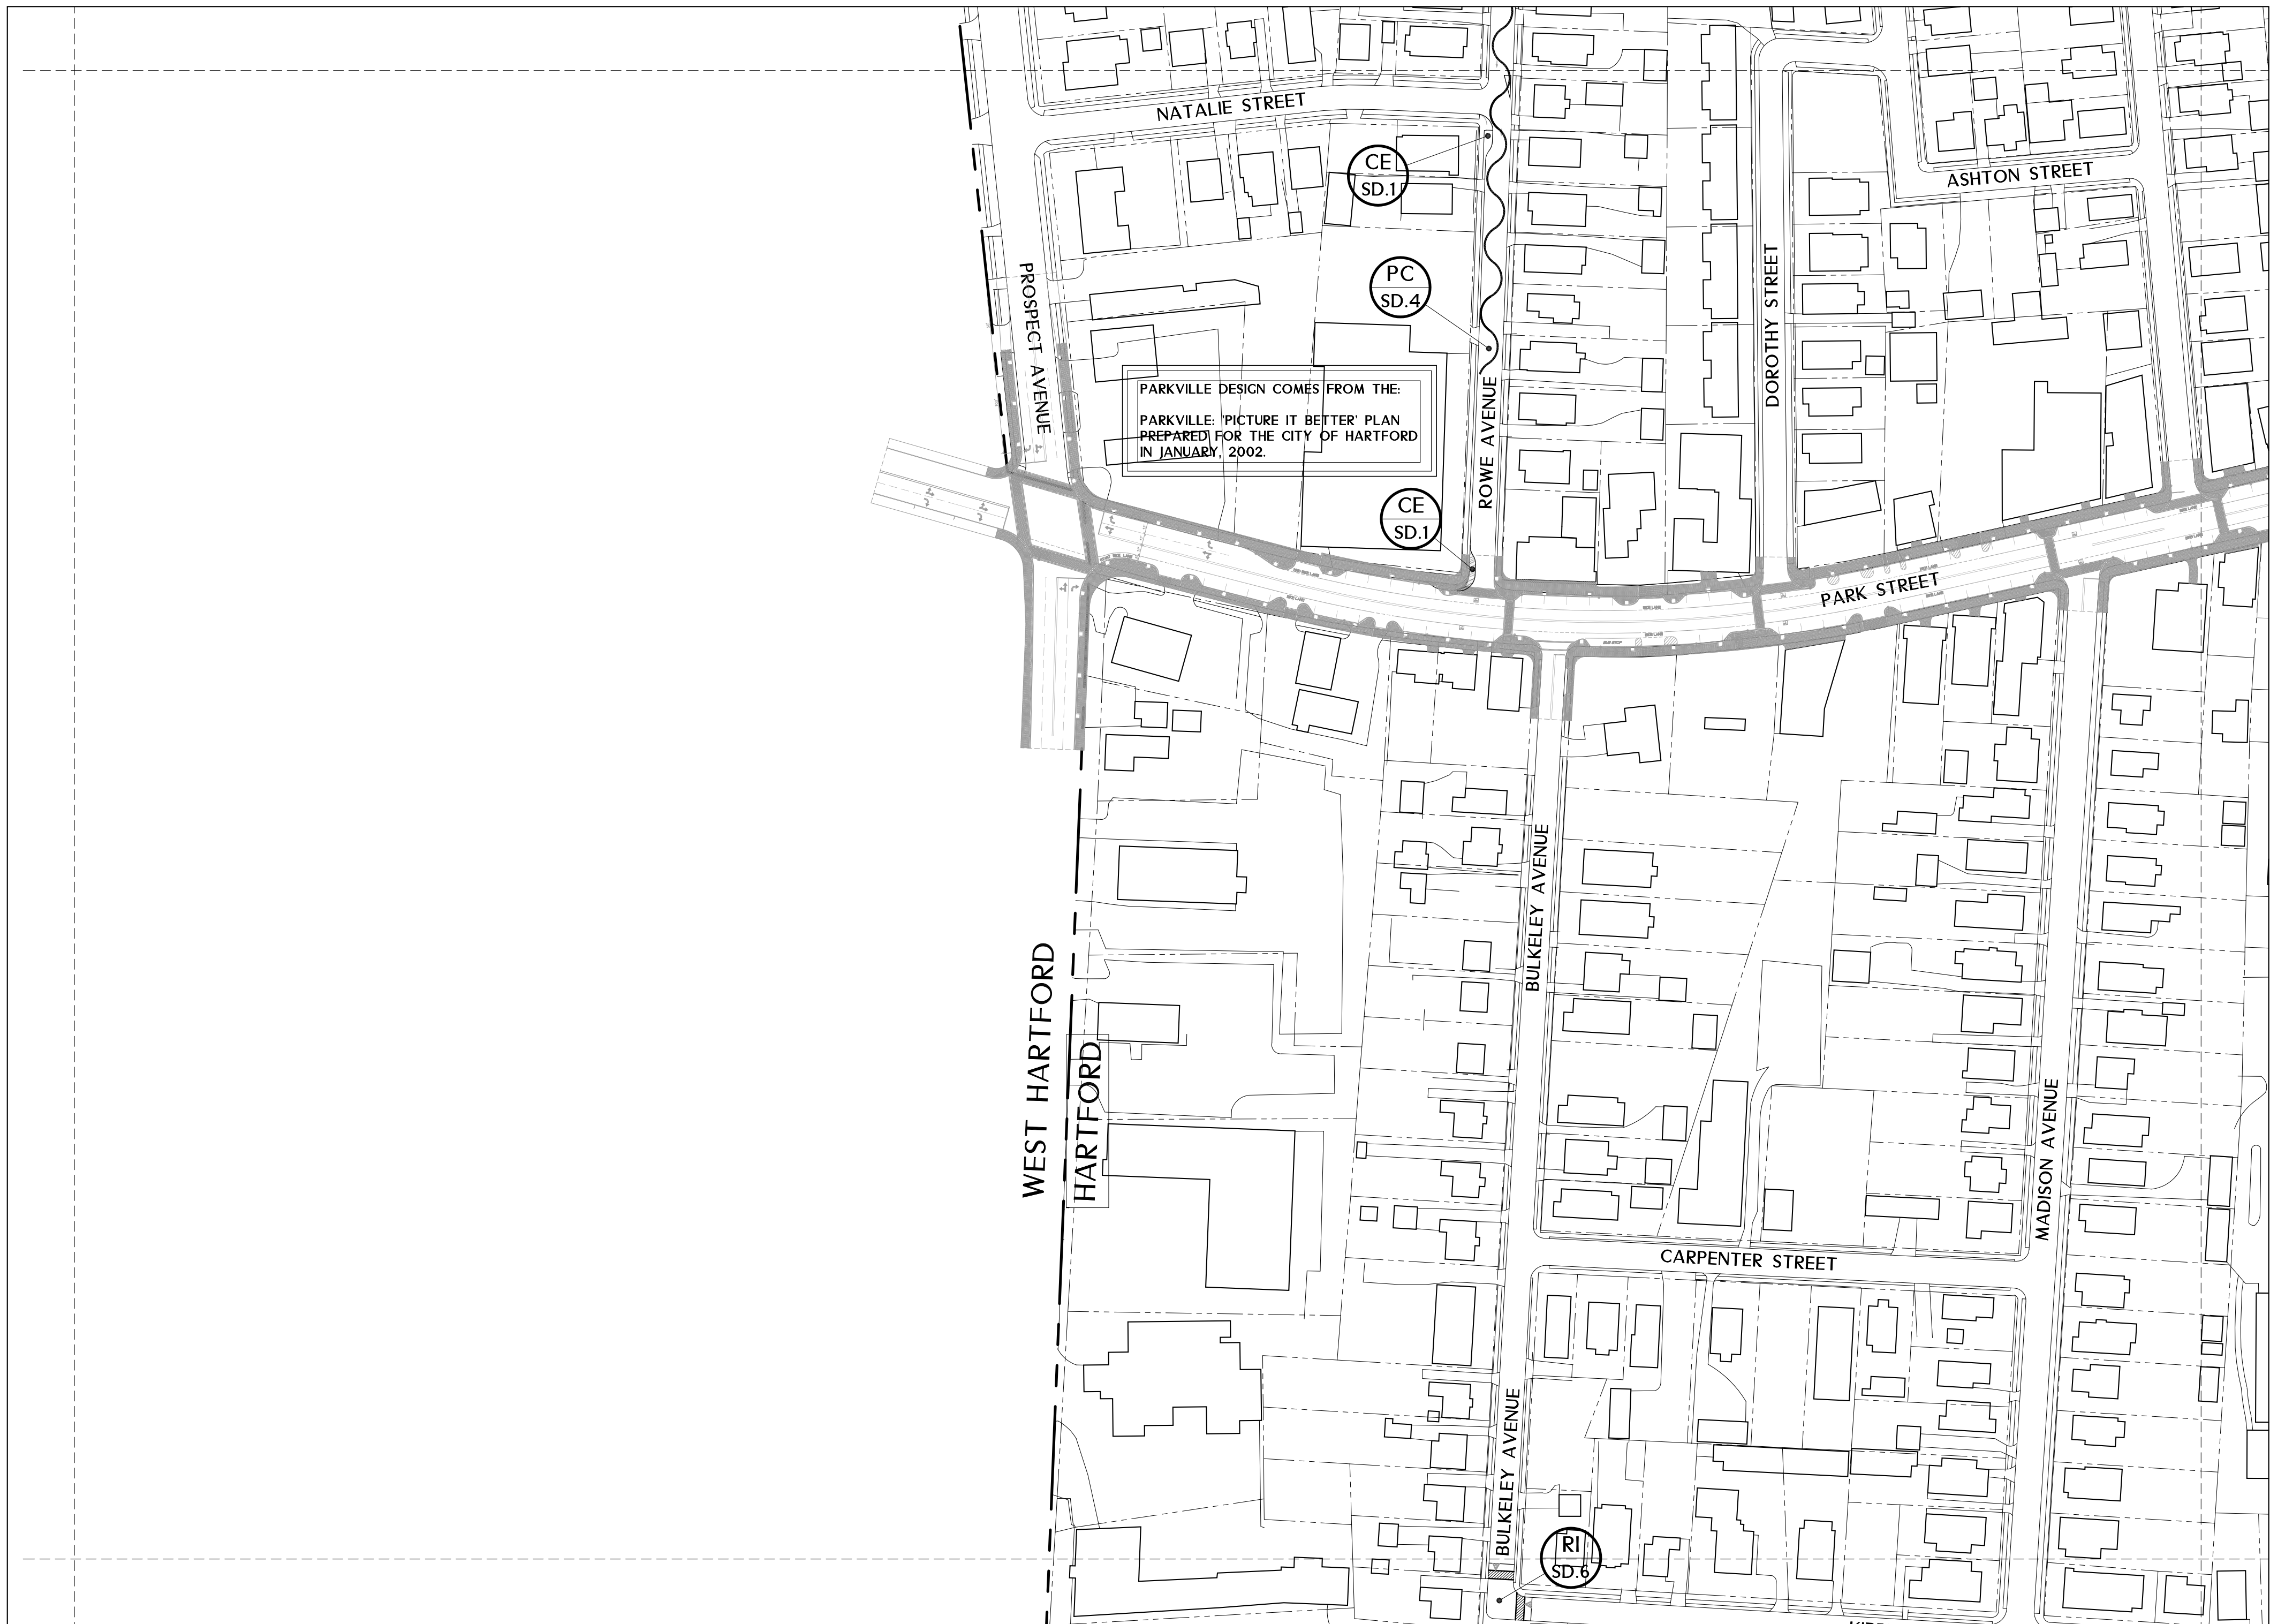 NATALIE STREET
CE
SD.1
ASHTON STREET
PROSPECT AVENUE
PC
SD.4
DOROTHY STREET
PARKVILLE DESIGN COMES FROM THE:
PARKVILLE: 'PICTURE IT BETTER' PLAN
PREPARED FOR THE CITY OF HARTFORD
IN JANUARY, 2002.
ROWE AVENUE
CE
SD.1
PARK STREET
BULKELEY AVENUE
WEST HARTFORD
HARTFORD
MADISON AVENUE
CARPENTER STREET
BULKELEY AVENUE
RI
SD.6